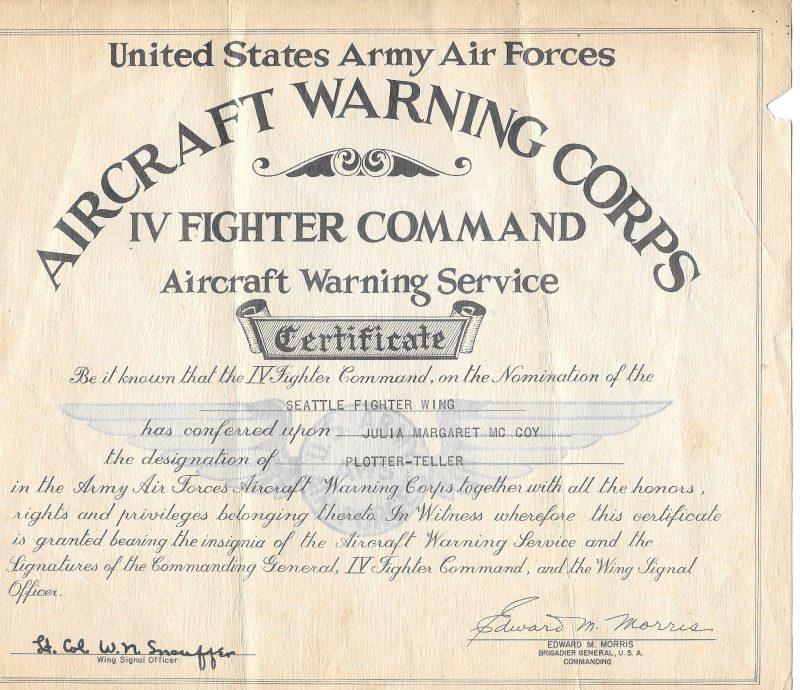 United States Army Air Forces
AIRCRAFT WARNING CORPS
IV FIGHTER COMMAND
Aircraft Warning Service
Certificate
Be it known that the IV Fighter Command, on the Nomination of the
SEATTLE FIGHTER WING
has conferred upon JULIA MARGARET MC COY
the designation of PLOTTER-TELLER
in the Army Air Forces Aircraft Warning Corps together with all the honors,
rights and privileges belonging thereto. In Witness wherefore this certificate
is granted bearing the insignia of the Aircraft Warning Service and the
Signatures of the Commanding General, IV Fighter Command, and the Wing Signal
Officer.
Lt. Col. W. N. Snouffer
Wing Signal Officer
Edward M. Morris
EDWARD M. MORRIS
BRIGADIER GENERAL, U. S. A.
COMMANDING